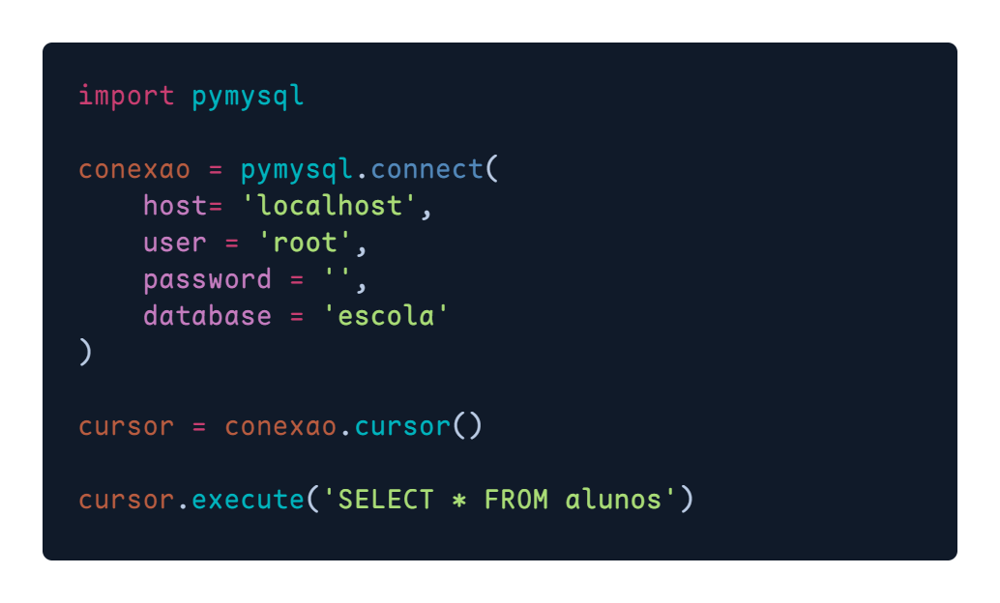 import pymysql

conexao = pymysql.connect(
    host= 'localhost',
    user = 'root',
    password = '',
    database = 'escola'
)

cursor = conexao.cursor()

cursor.execute('SELECT * FROM alunos')